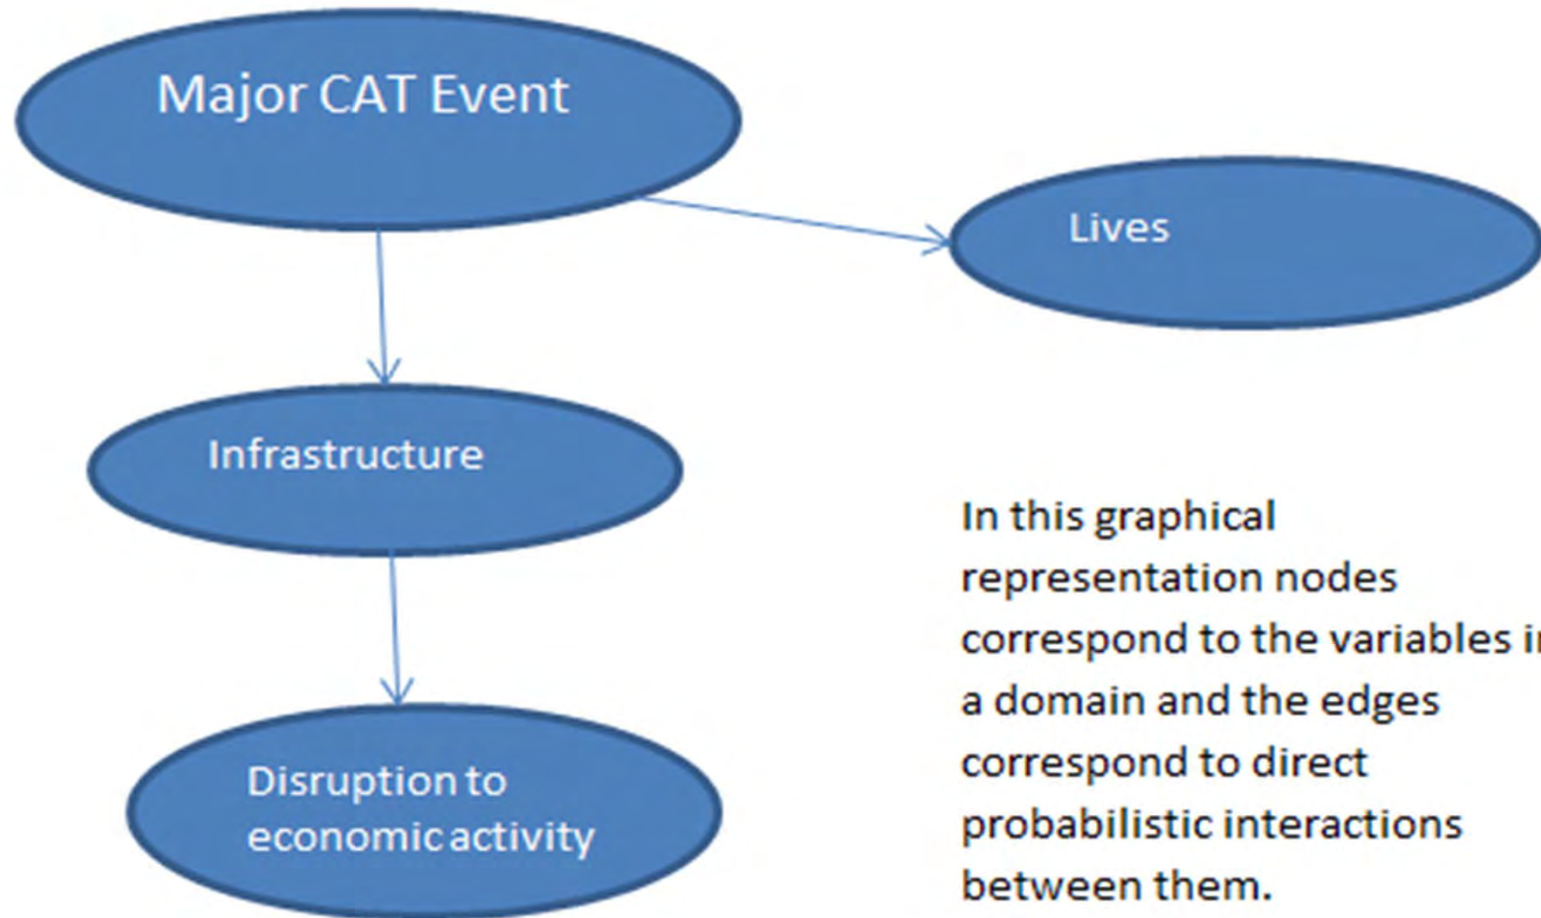 Major CAT Event
Lives
Infrastructure
Disruption to
economic activity
In this graphical
representation nodes
correspond to the variables
a domain and the edges
correspond to direct
probabilistic interactions
between them.